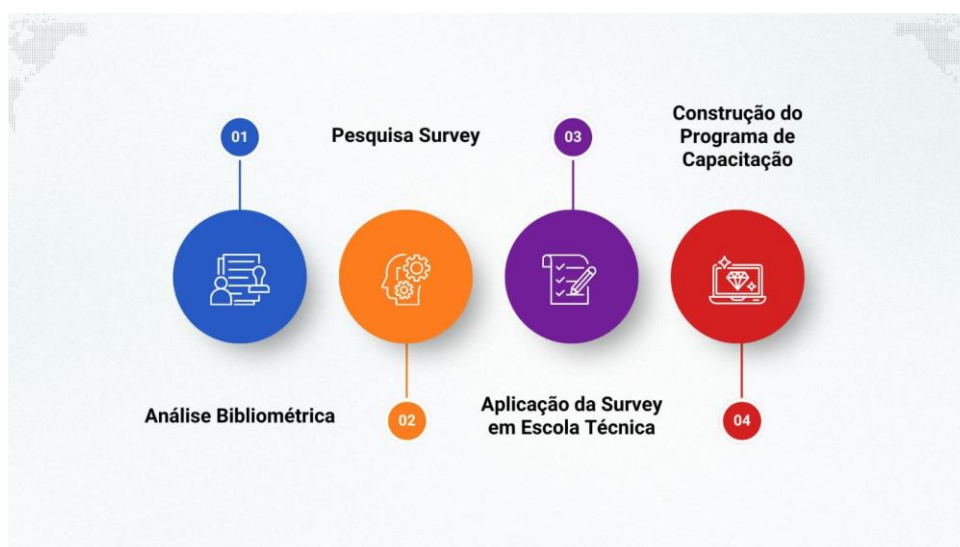 01
Análise Bibliométrica
Pesquisa Survey
02
03
Aplicação da Survey
em Escola Técnica
Construção do
Programa de
Capacitação
04